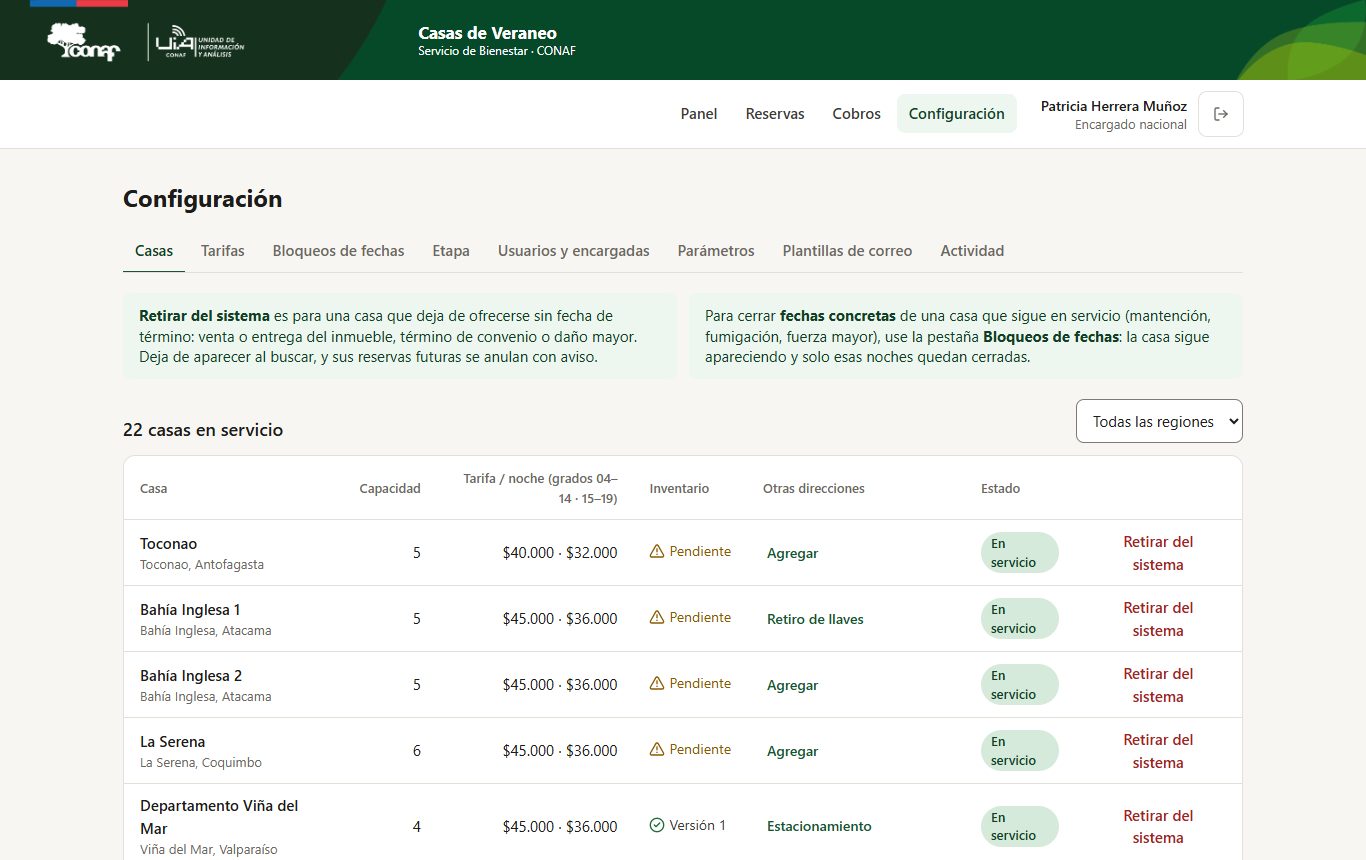 conaf
UIA
CONAF
UNIDAD DE
INFORMACIÓN
Y ANÁLISIS
Casas de Veraneo
Servicio de Bienestar · CONAF
Panel Reservas Cobros Configuración
Patricia Herrera Muñoz
Encargado nacional
Configuración
Casas Tarifas Bloqueos de fechas Etapa Usuarios y encargadas Parámetros Plantillas de correo Actividad
Retirar del sistema es para una casa que deja de ofrecerse sin fecha de
término: venta o entrega del inmueble, término de convenio o daño mayor.
Deja de aparecer al buscar, y sus reservas futuras se anulan con aviso.
Para cerrar fechas concretas de una casa que sigue en servicio (mantención,
fumigación, fuerza mayor), use la pestaña Bloqueos de fechas: la casa sigue
apareciendo y solo esas noches quedan cerradas.
22 casas en servicio
Todas las regiones
Casa Capacidad Tarifa / noche (grados 04–
14 · 15–19) Inventario Otras direcciones Estado
Toconao
Toconao, Antofagasta
5 $40.000 · $32.000 Pendiente Agregar
En
servicio
Retirar del
sistema
Bahía Inglesa 1
Bahía Inglesa, Atacama
5 $45.000 · $36.000 Pendiente Retiro de llaves
En
servicio
Retirar del
sistema
Bahía Inglesa 2
Bahía Inglesa, Atacama
5 $45.000 · $36.000 Pendiente Agregar
En
servicio
Retirar del
sistema
La Serena
La Serena, Coquimbo
6 $45.000 · $36.000 Pendiente Agregar
En
servicio
Retirar del
sistema
Departamento Viña del
Mar
Viña del Mar, Valparaíso
4 $45.000 · $36.000 Versión 1 Estacionamiento
En
servicio
Retirar del
sistema